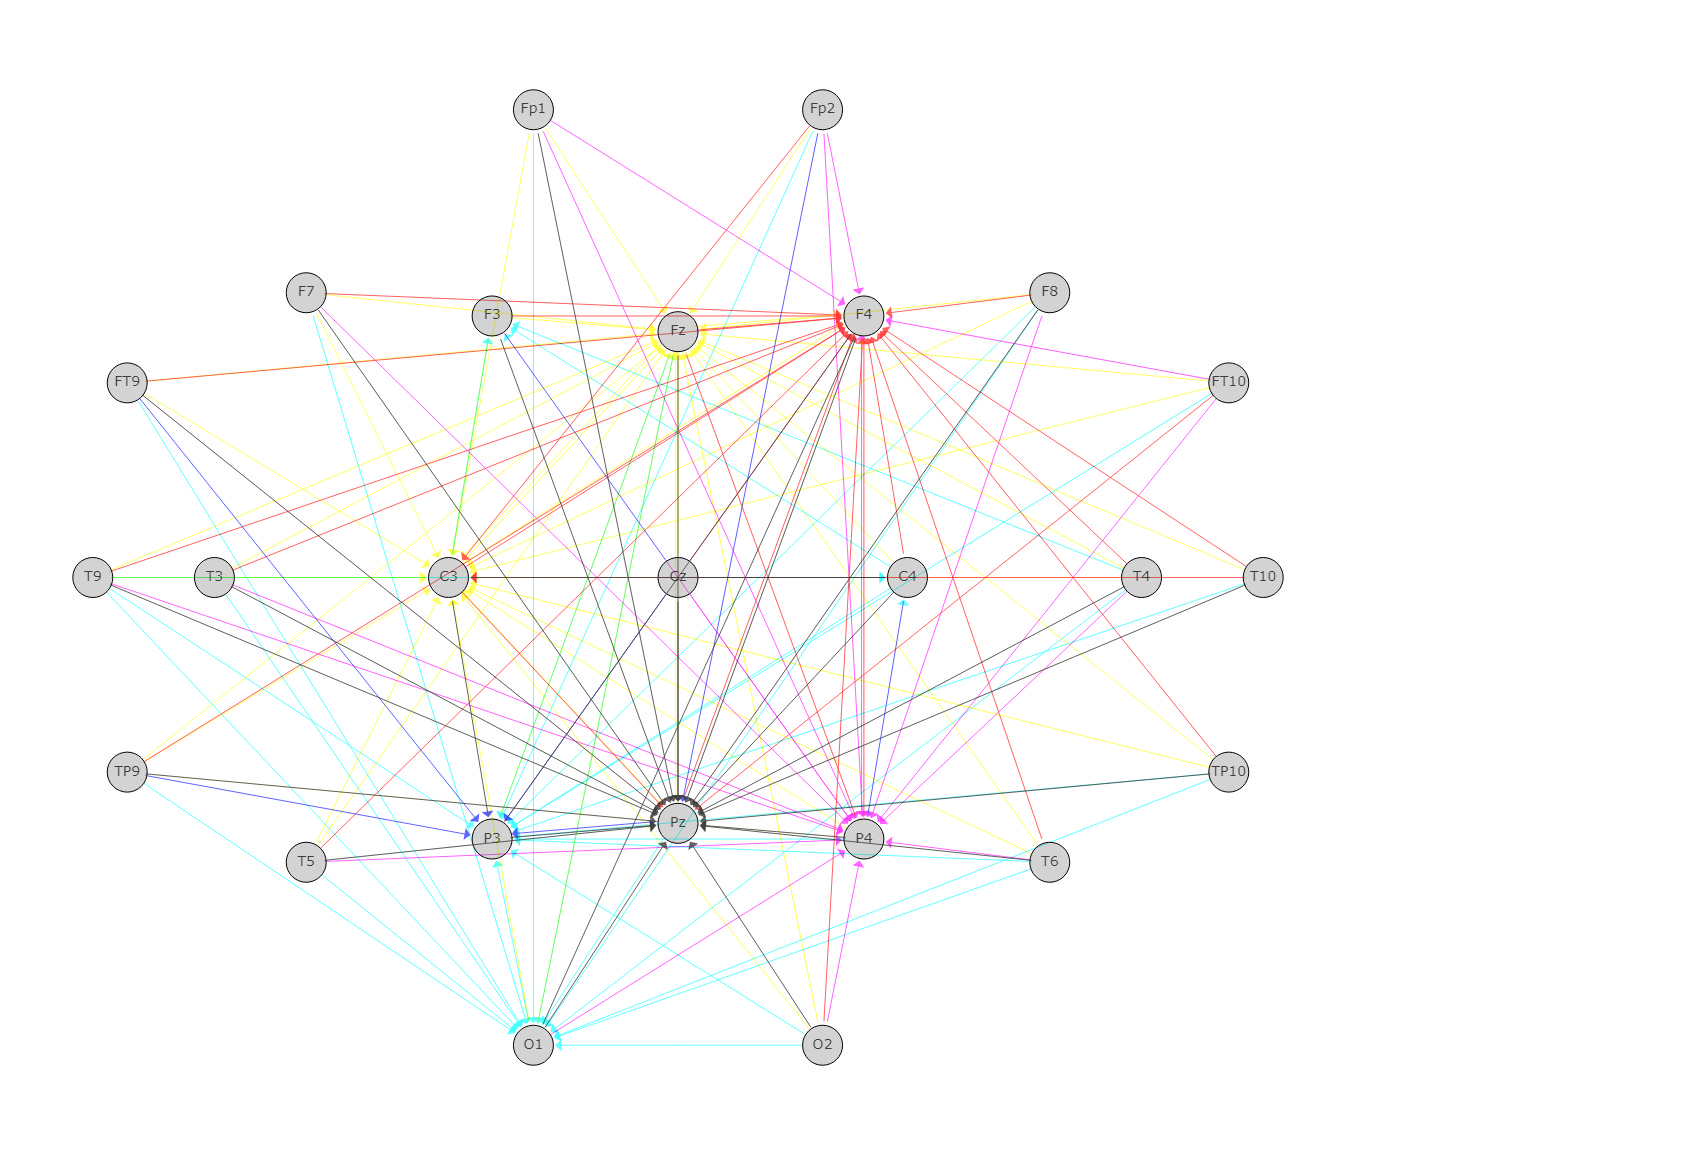 Fp1 Fp2
F7 F3 Fz F4 F8
FT9 FT10
T9 T3 C3 Cz C4 T4 T10
TP9 TP10
T5 P3 Pz P4 T6
O1 O2